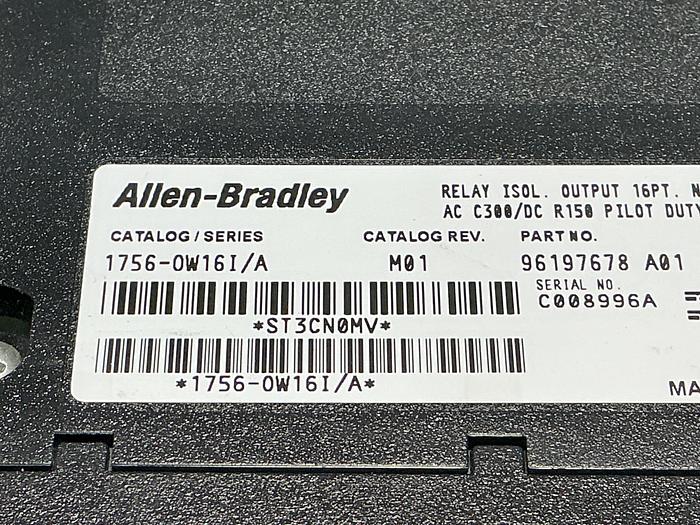 Allen-Bradley
RELAY ISOL. OUTPUT 16PT. N
AC C300/DC R150 PILOT DUTY
CATALOG / SERIES
CATALOG REV.
PART NO.
1756-OW16I/A
M01
96197678 A01
SERIAL NO.
C008996A
*ST3CN0MV*
*1756-OW16I/A*
MA